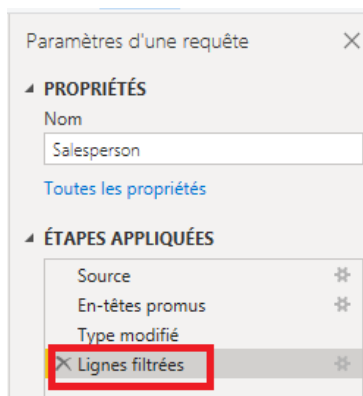 Paramètres d'une requête
PROPRIÉTÉS
Nom
Salesperson
Toutes les propriétés
ÉTAPES APPLIQUÉES
Source
En-têtes promus
Type modifié
Lignes filtrées